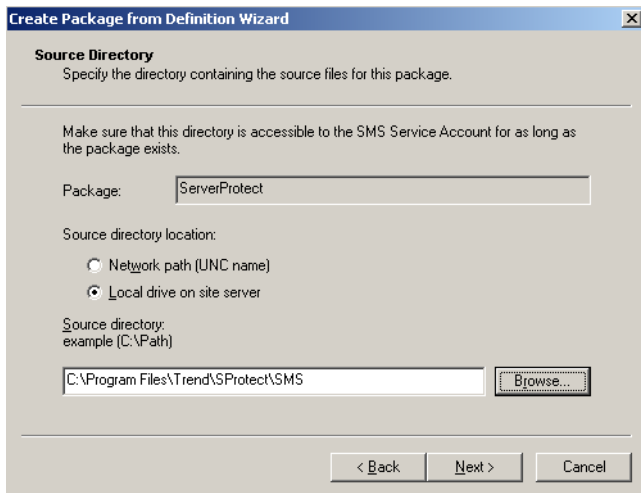 Create Package from Definition Wizard
Source Directory
Specify the directory containing the source files for this package.
Make sure that this directory is accessible to the SMS Service Account for as long as
the package exists.
Package: ServerProtect
Source directory location:
Network path (UNC name)
Local drive on site server
Source directory:
example (C:\Path)
C:\Program Files\Trend\SProtect\SMS Browse...
< Back Next > Cancel